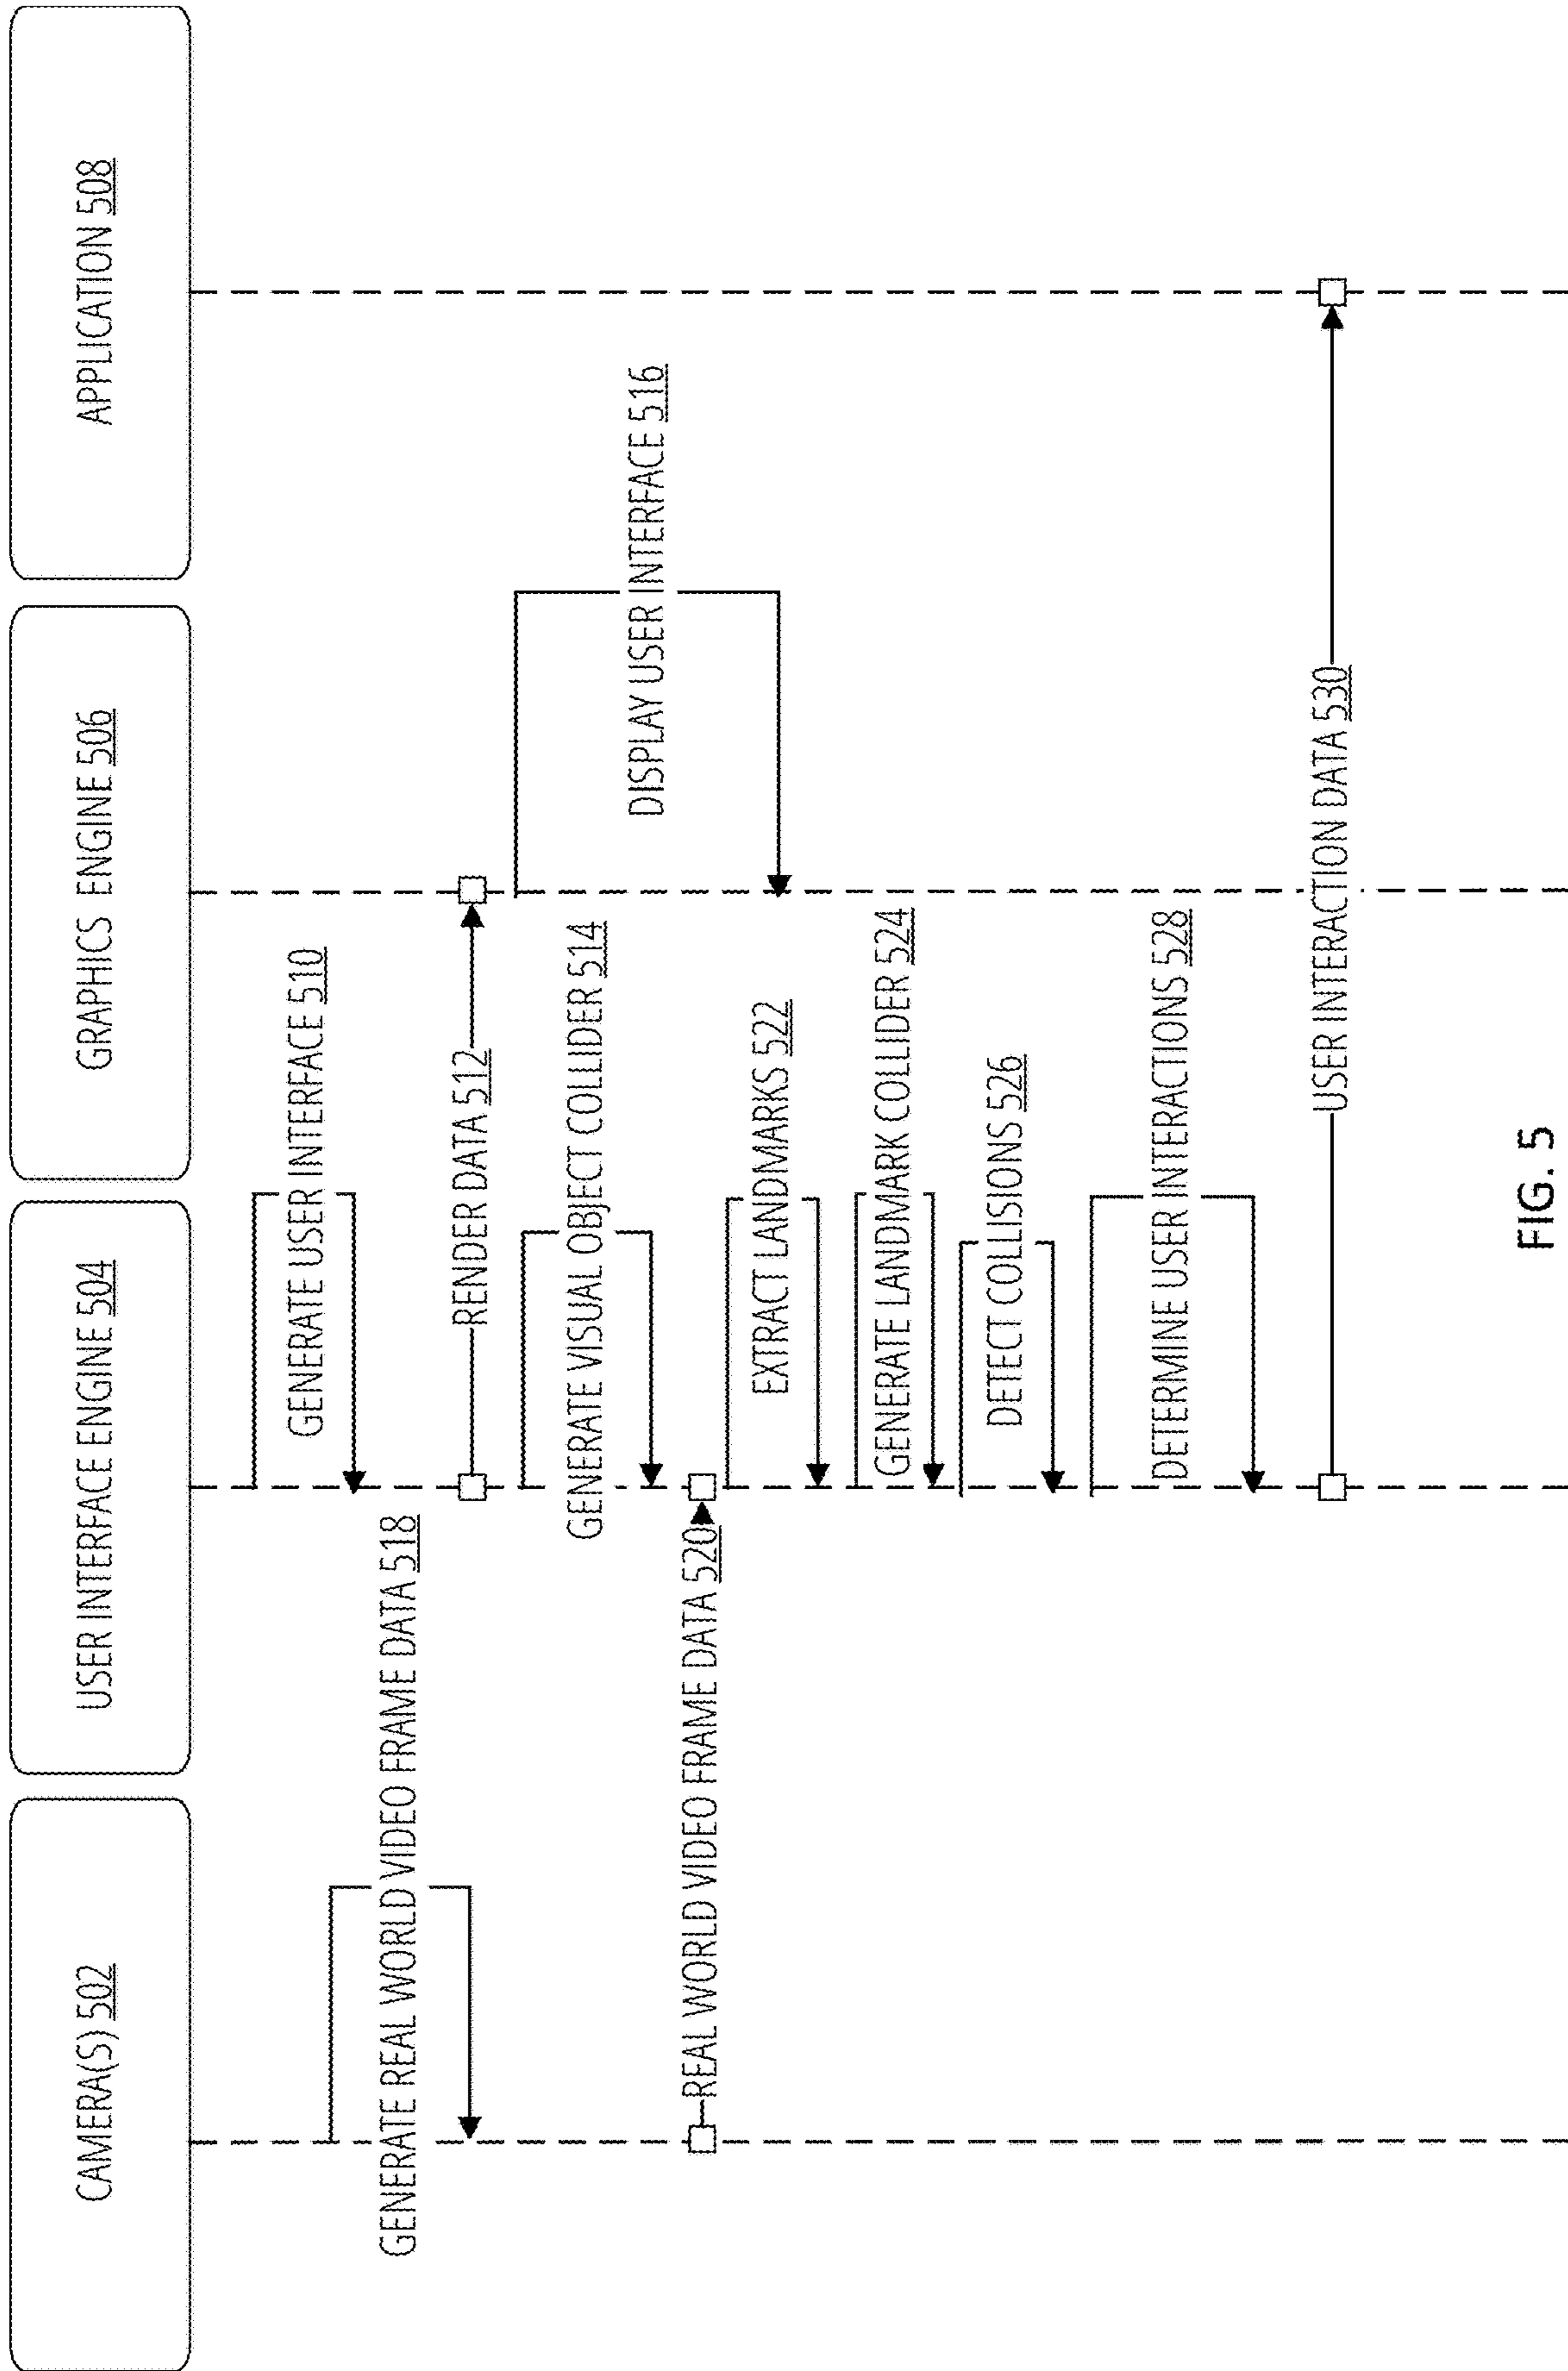 CAMERA(S) 502
USER INTERFACE ENGINE 504
GRAPHICS ENGINE 506
APPLICATION 508
GENERATE USER INTERFACE 510
GENERATE REAL WORLD VIDEO FRAME DATA 518
RENDER DATA 512
GENERATE VISUAL OBJECT COLLIDER 514
DISPLAY USER INTERFACE 516
REAL WORLD VIDEO FRAME DATA 520
EXTRACT LANDMARKS 522
GENERATE LANDMARK COLLIDER 524
DETECT COLLISIONS 526
DETERMINE USER INTERACTIONS 528
USER INTERACTION DATA 530
FIG. 5